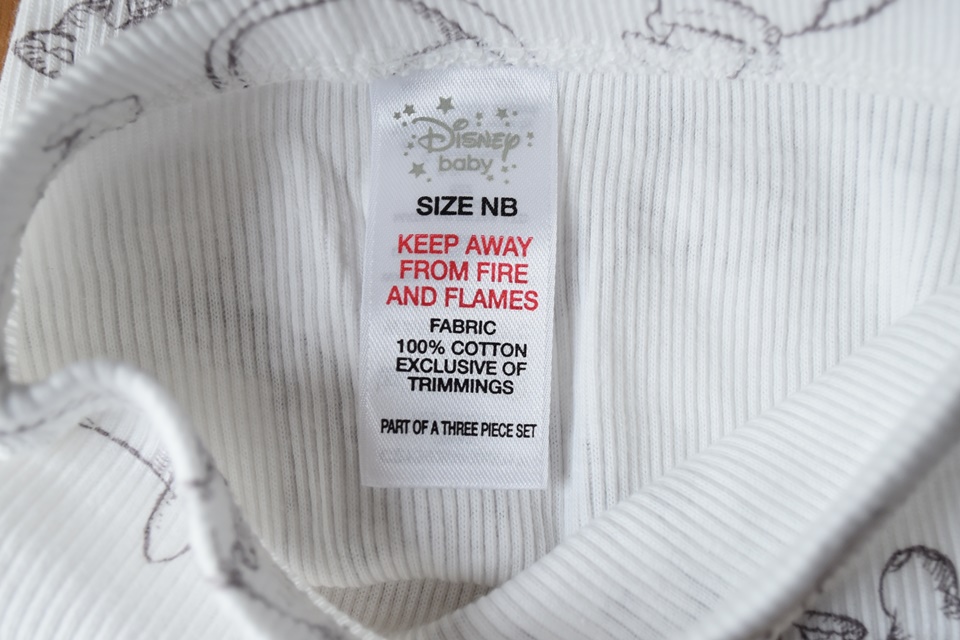 Disney
baby
SIZE NB
KEEP AWAY
FROM FIRE
AND FLAMES
FABRIC
100% COTTON
EXCLUSIVE OF
TRIMMINGS
PART OF A THREE PIECE SET